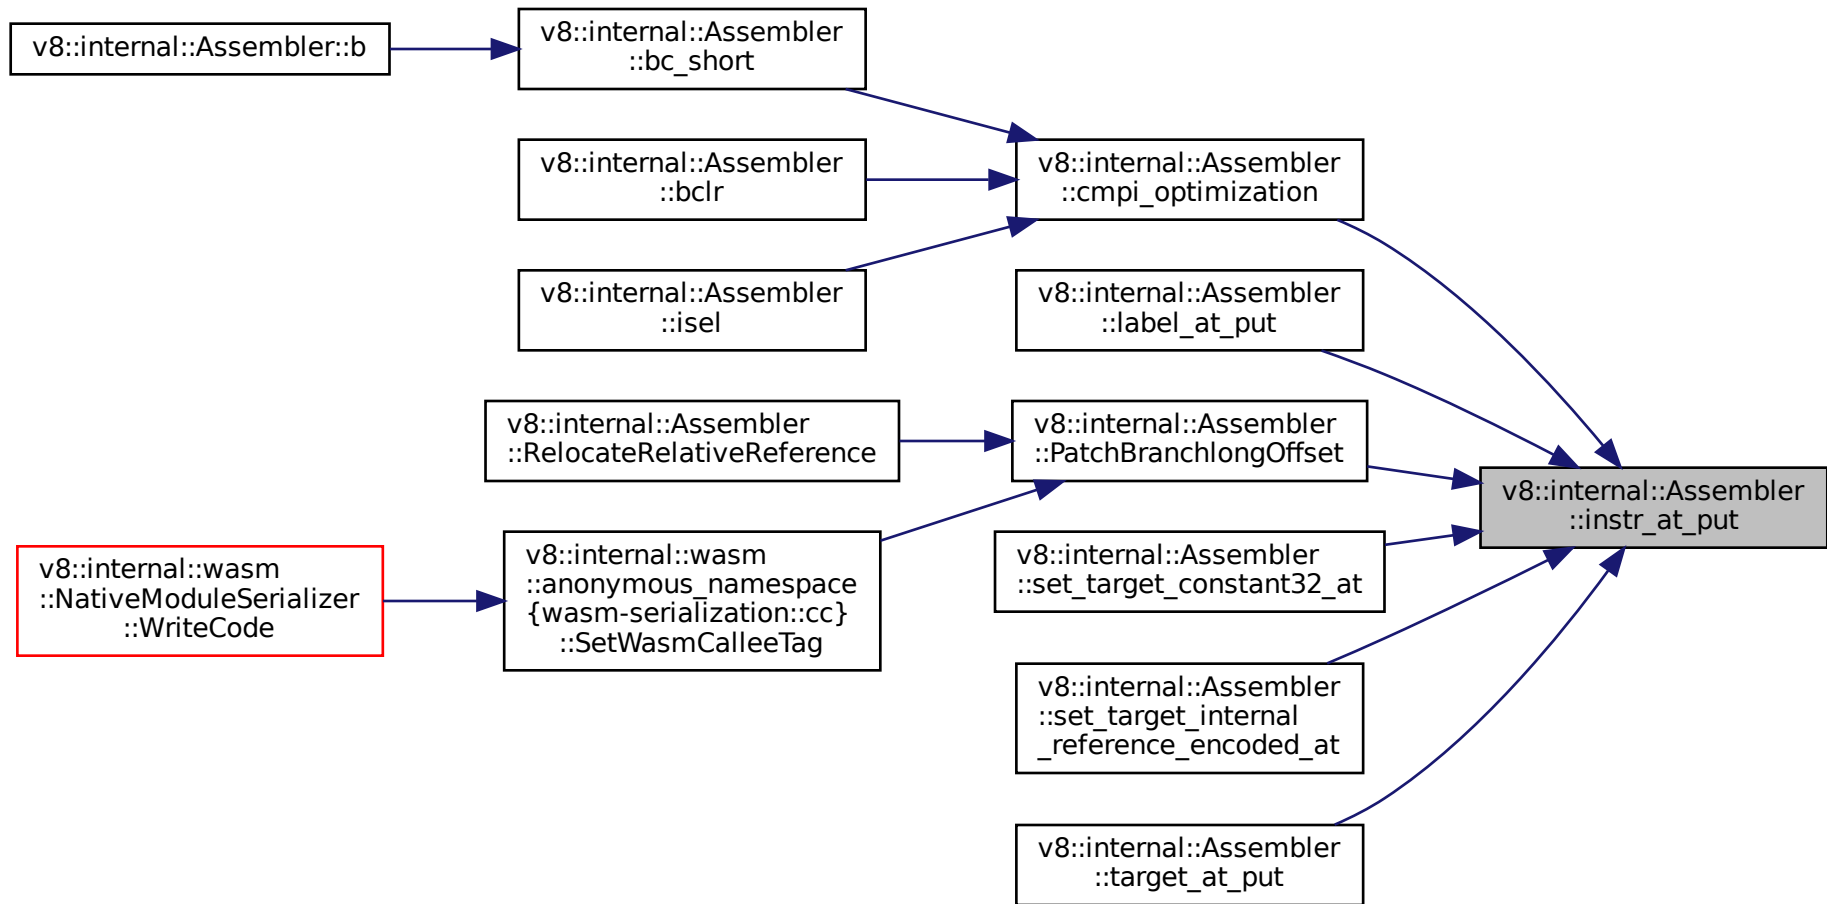 v8::internal::Assembler::b
v8::internal::Assembler
::bc_short
v8::internal::Assembler
::bclr
v8::internal::Assembler
::isel
v8::internal::Assembler
::cmpi_optimization
v8::internal::Assembler
::label_at_put
v8::internal::Assembler
::RelocateRelativeReference
v8::internal::Assembler
::PatchBranchlongOffset
v8::internal::Assembler
::instr_at_put
v8::internal::wasm
::NativeModuleSerializer
::WriteCode
v8::internal::wasm
::anonymous_namespace
{wasm-serialization::cc}
::SetWasmCalleeTag
v8::internal::Assembler
::set_target_constant32_at
v8::internal::Assembler
::set_target_internal
_reference_encoded_at
v8::internal::Assembler
::target_at_put